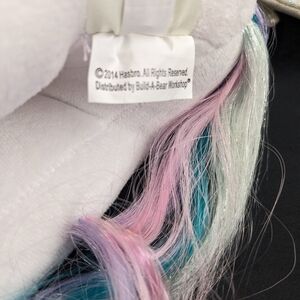 ©2014 Hasbro. All Rights Reserved.
Distributed by Build-A-Bear Workshop®